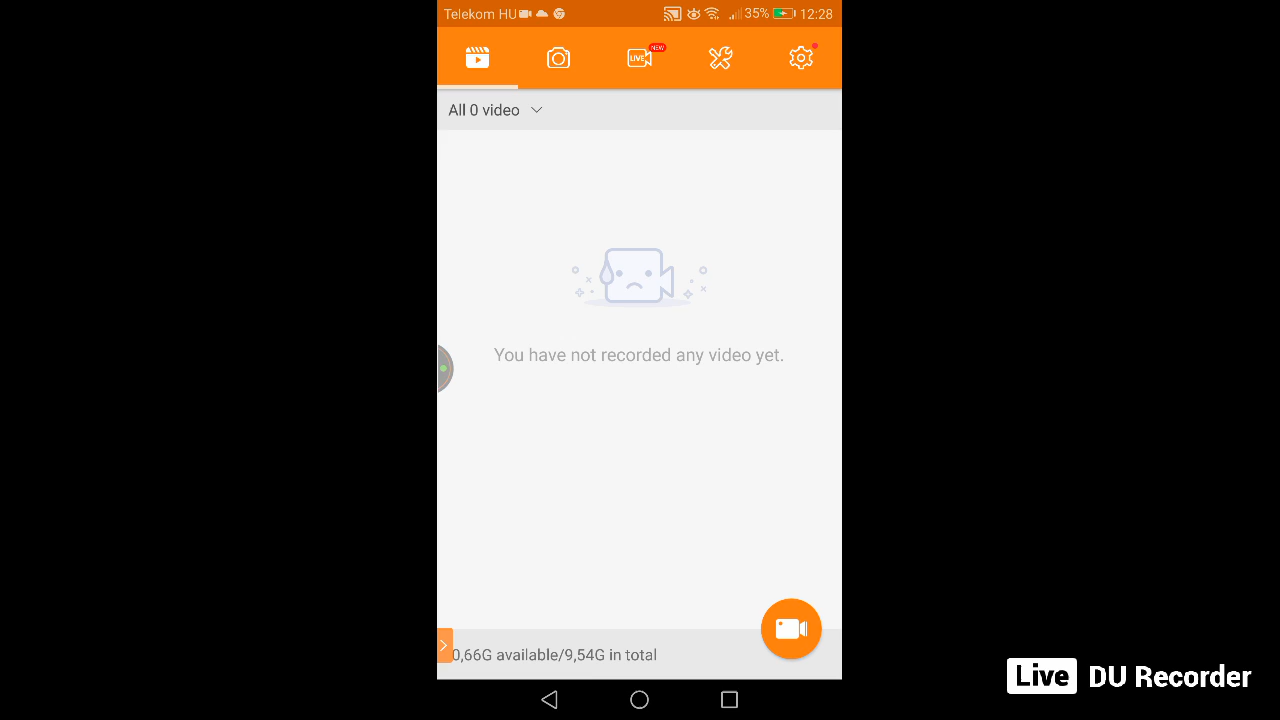 Telekom HU 35% 12:28
LIVE NEW
All 0 video
You have not recorded any video yet.
0,66G available/9,54G in total
Live DU Recorder